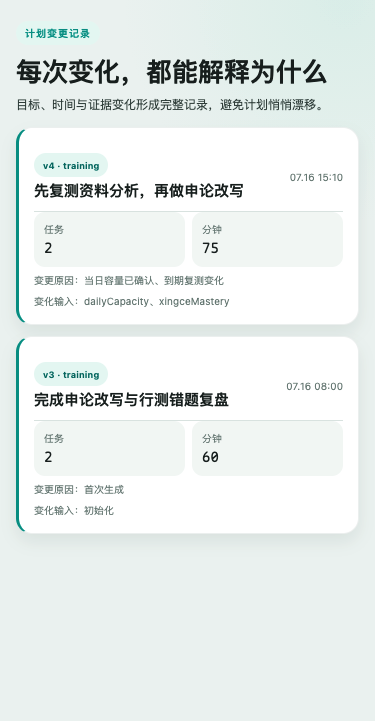 计划变更记录
每次变化，都能解释为什么
目标、时间与证据变化形成完整记录，避免计划悄悄漂移。
v4 · training
07.16 15:10
先复测资料分析，再做申论改写
任务
分钟
2
75
变更原因：当日容量已确认、到期复测变化
变化输入：dailyCapacity、xingceMastery
v3 · training
07.16 08:00
完成申论改写与行测错题复盘
任务
分钟
2
60
变更原因：首次生成
变化输入：初始化